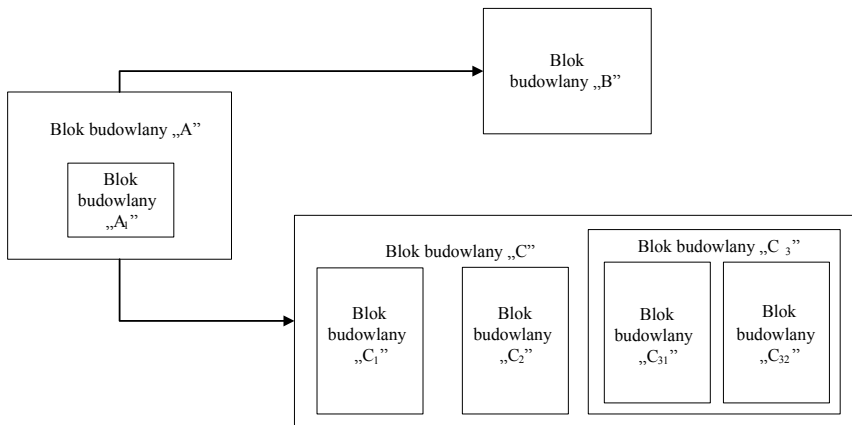 Blok
budowlany „B”
Blok budowlany „A”
Blok
budowlany
„A₁”
Blok budowlany „C”
Blok
budowlany
„C₁”
Blok
budowlany
„C₂”
Blok budowlany „C ₃”
Blok
budowlany
„C₃₁”
Blok
budowlany
„C₃₂”